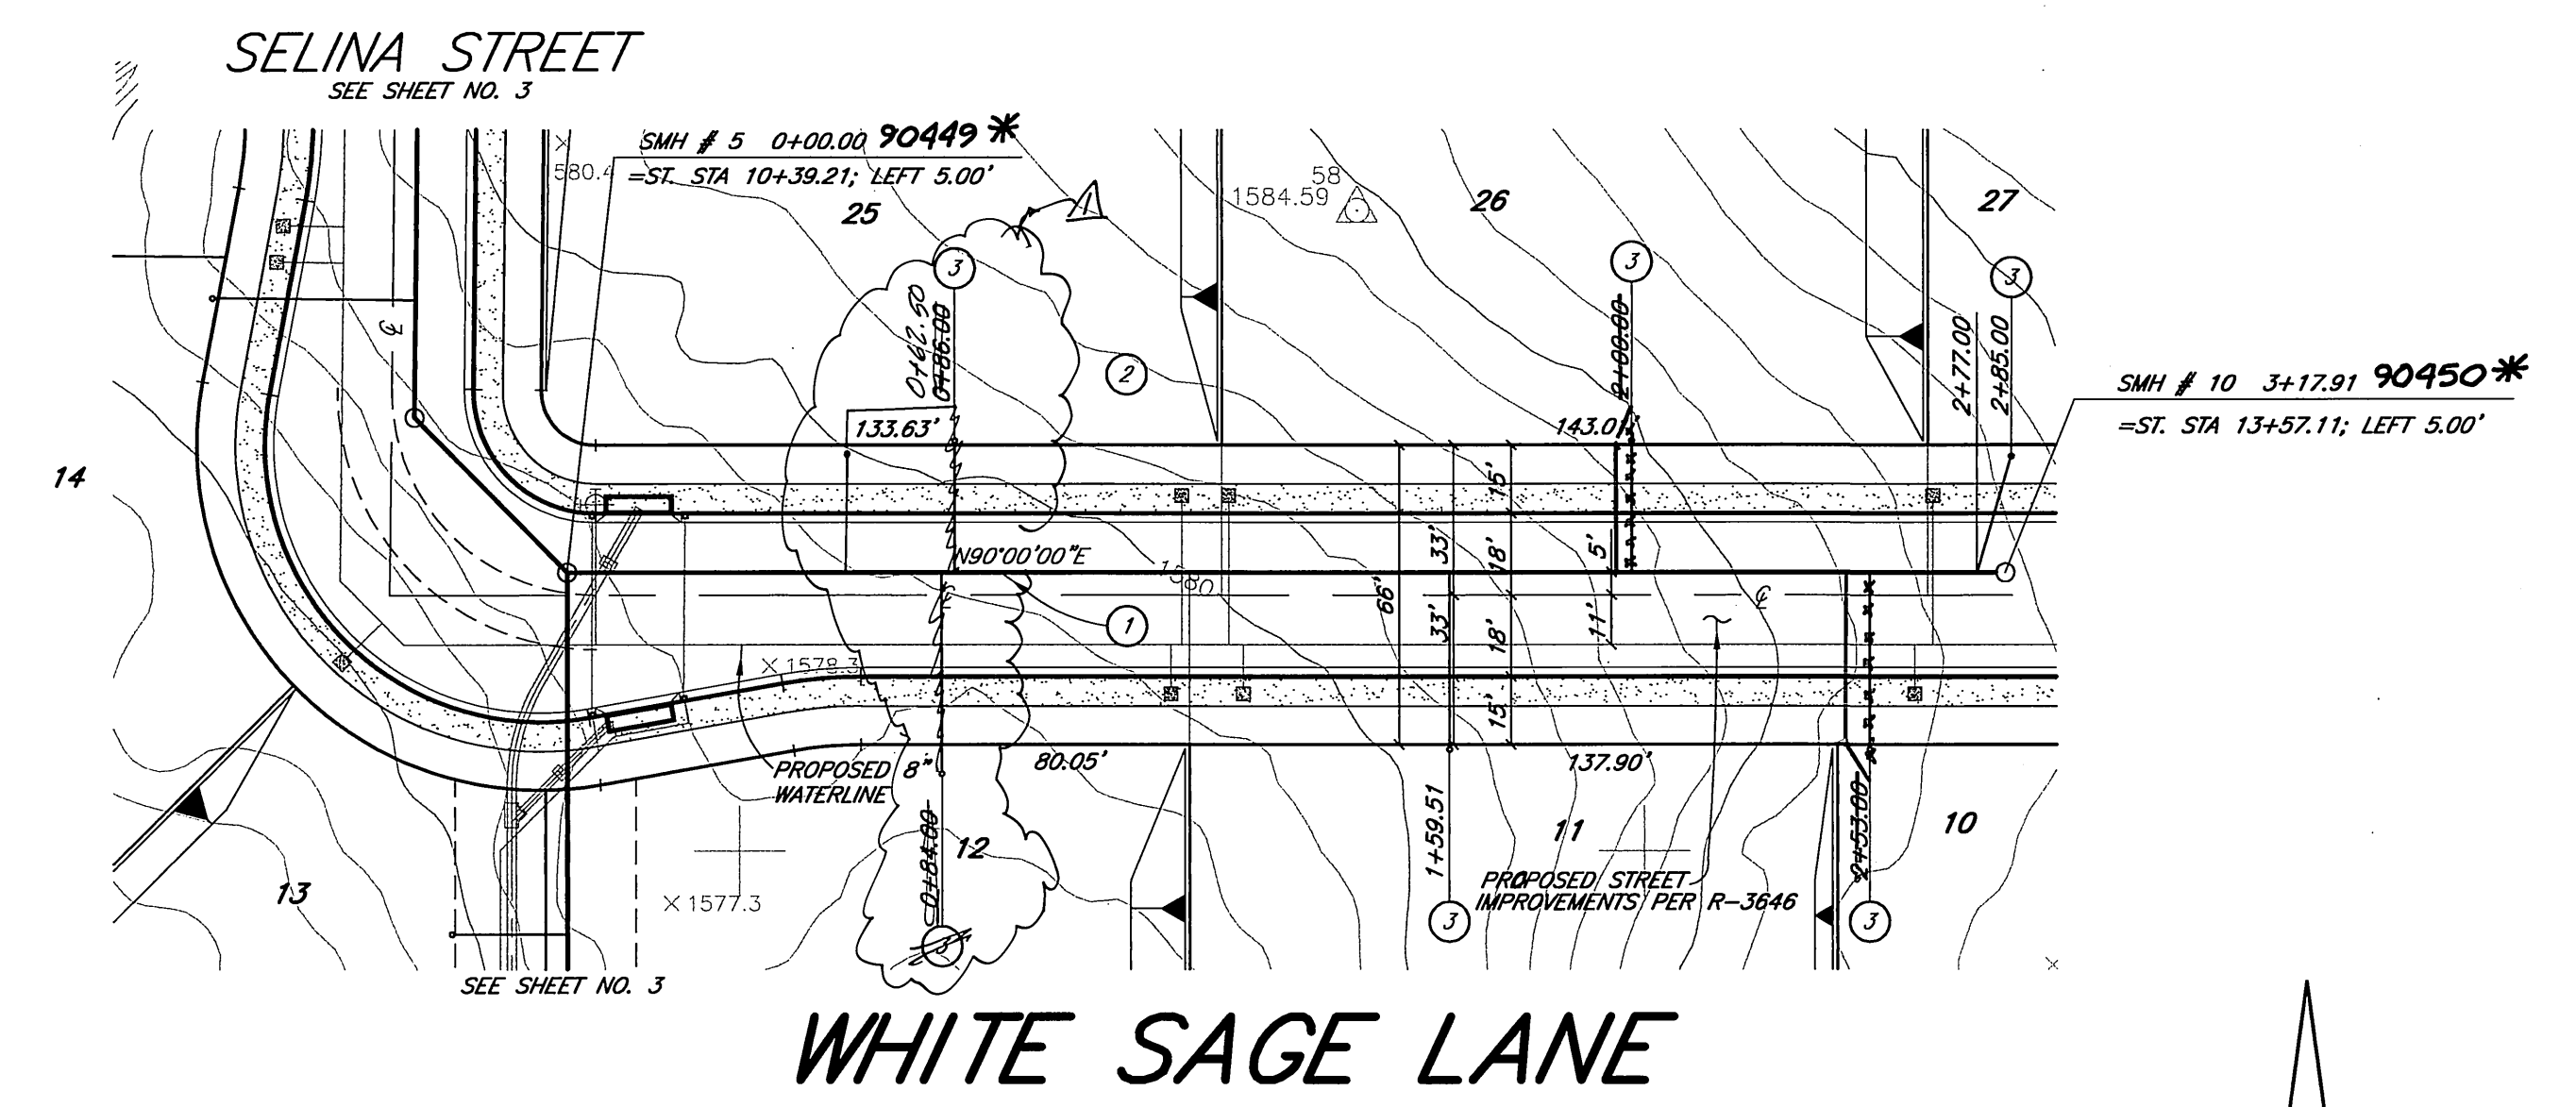 SELINA STREET
SEE SHEET NO. 3
SMH # 5 0+00.00 90449*
=ST. STA 10+39.21; LEFT 5.00'
580.4
25
58
1584.59
26
27
1
3
3
3
0+62.50
0+86.00
2
2+00.00
2+77.00
2+85.00
SMH # 10 3+17.91 90450*
=ST. STA 13+57.11; LEFT 5.00'
133.63'
143.01'
14
15'
N90°00'00"E
1580
33'
18'
5'
66'
33'
18'
11'
1
X 1578.3
15'
PROPOSED 8"
WATERLINE
80.05'
137.90'
0+84.00
12
1+59.51
11
2+53.00
10
13
X 1577.3
PROPOSED STREET
IMPROVEMENTS PER R-3646
3
3
3
SEE SHEET NO. 3
WHITE SAGE LANE